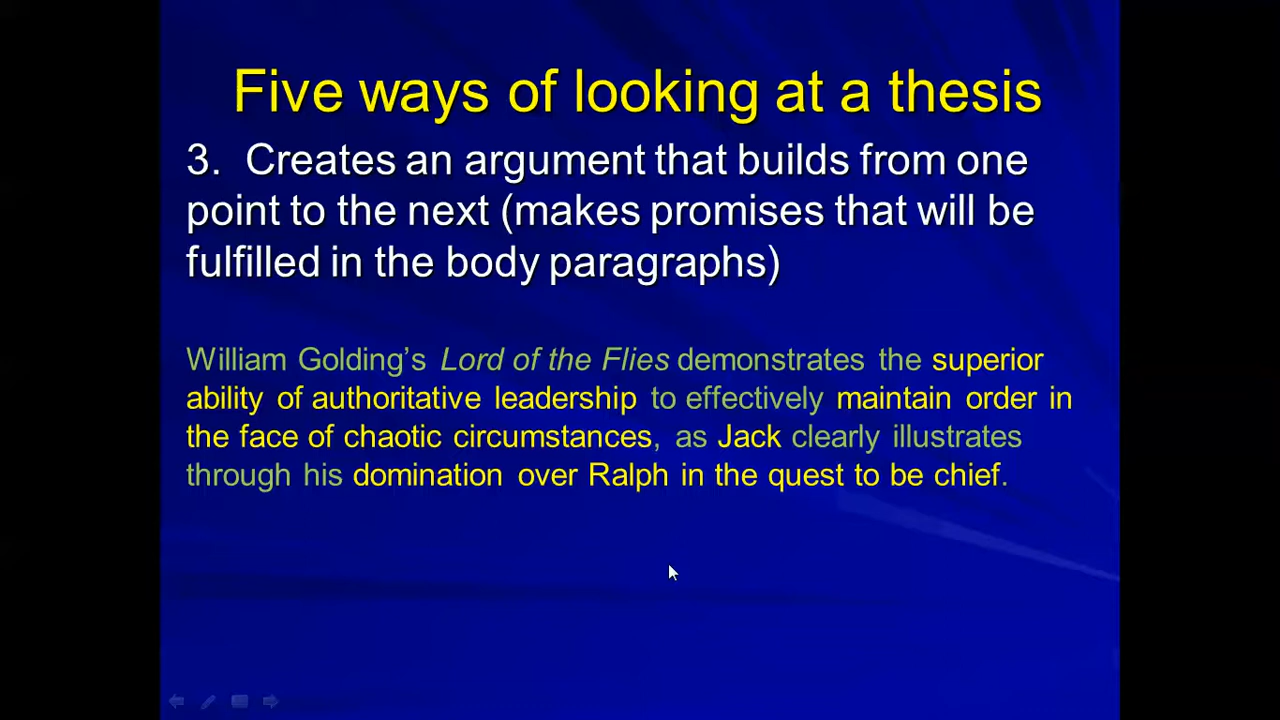 Five ways of looking at a thesis
3. Creates an argument that builds from one
point to the next (makes promises that will be
fulfilled in the body paragraphs)
William Golding’s Lord of the Flies demonstrates the superior
ability of authoritative leadership to effectively maintain order in
the face of chaotic circumstances, as Jack clearly illustrates
through his domination over Ralph in the quest to be chief.